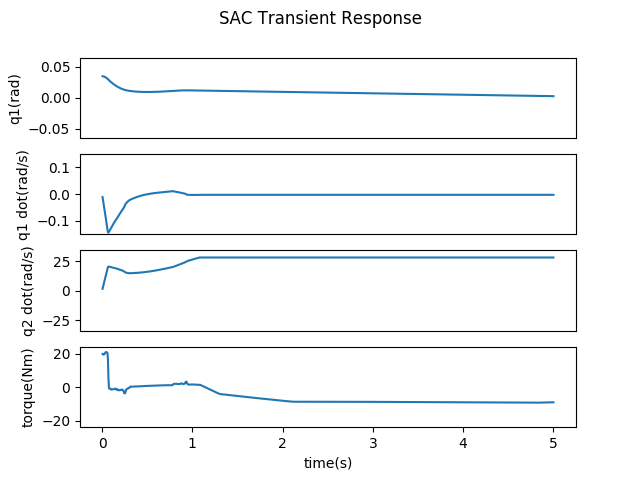 SAC Transient Response
q1(rad)
0.05
0.00
−0.05
q1 dot(rad/s)
0.1
0.0
−0.1
q2 dot(rad/s)
25
0
−25
torque(Nm)
20
0
−20
0 1 2 3 4 5
time(s)